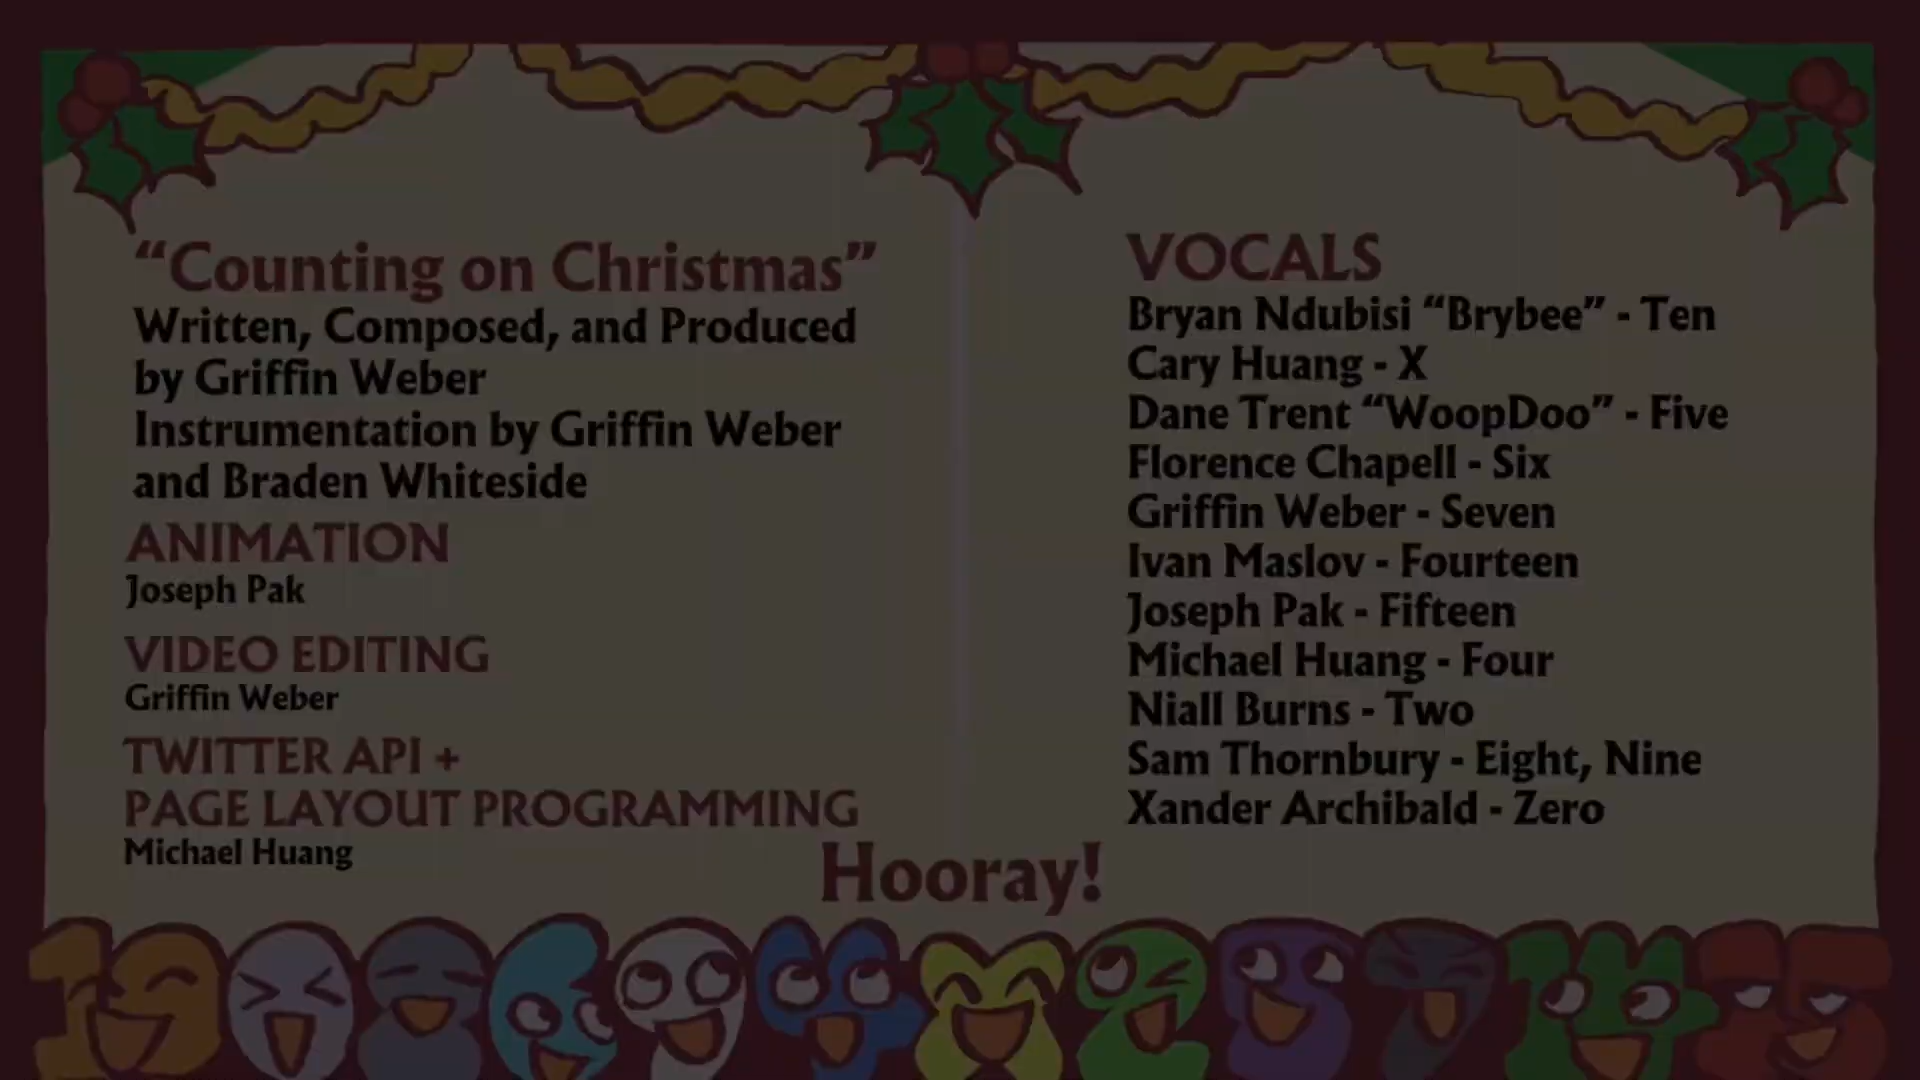 “Counting on Christmas”
Written, Composed, and Produced
by Griffin Weber
Instrumentation by Griffin Weber
and Braden Whiteside
ANIMATION
Joseph Pak
VIDEO EDITING
Griffin Weber
TWITTER API +
PAGE LAYOUT PROGRAMMING
Michael Huang
VOCALS
Bryan Ndubisi “Brybee” - Ten
Cary Huang - X
Dane Trent “WoopDoo” - Five
Florence Chapell - Six
Griffin Weber - Seven
Ivan Maslov - Fourteen
Joseph Pak - Fifteen
Michael Huang - Four
Niall Burns - Two
Sam Thornbury - Eight, Nine
Xander Archibald - Zero
Hooray!